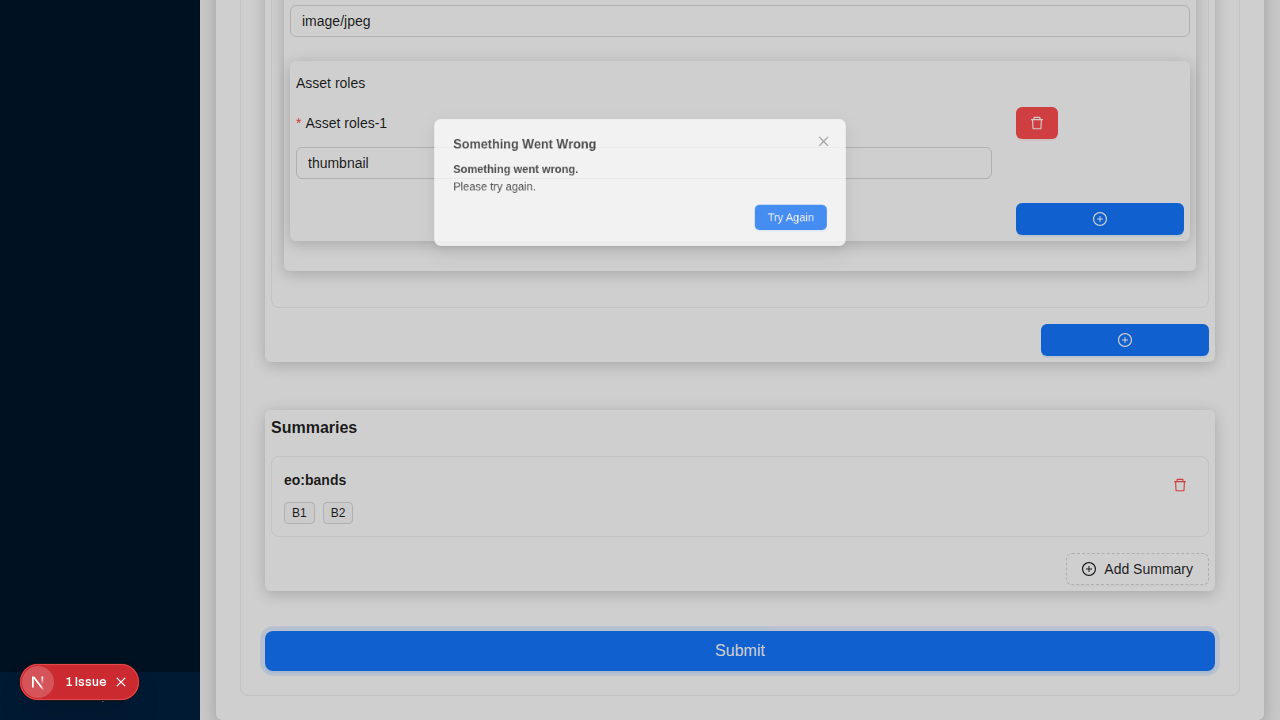 image/jpeg
Asset roles
* Asset roles-1
thumbnail
Something Went Wrong
Something went wrong.
Please try again.
Try Again
Summaries
eo:bands
B1 B2
Add Summary
Submit
N 1 Issue